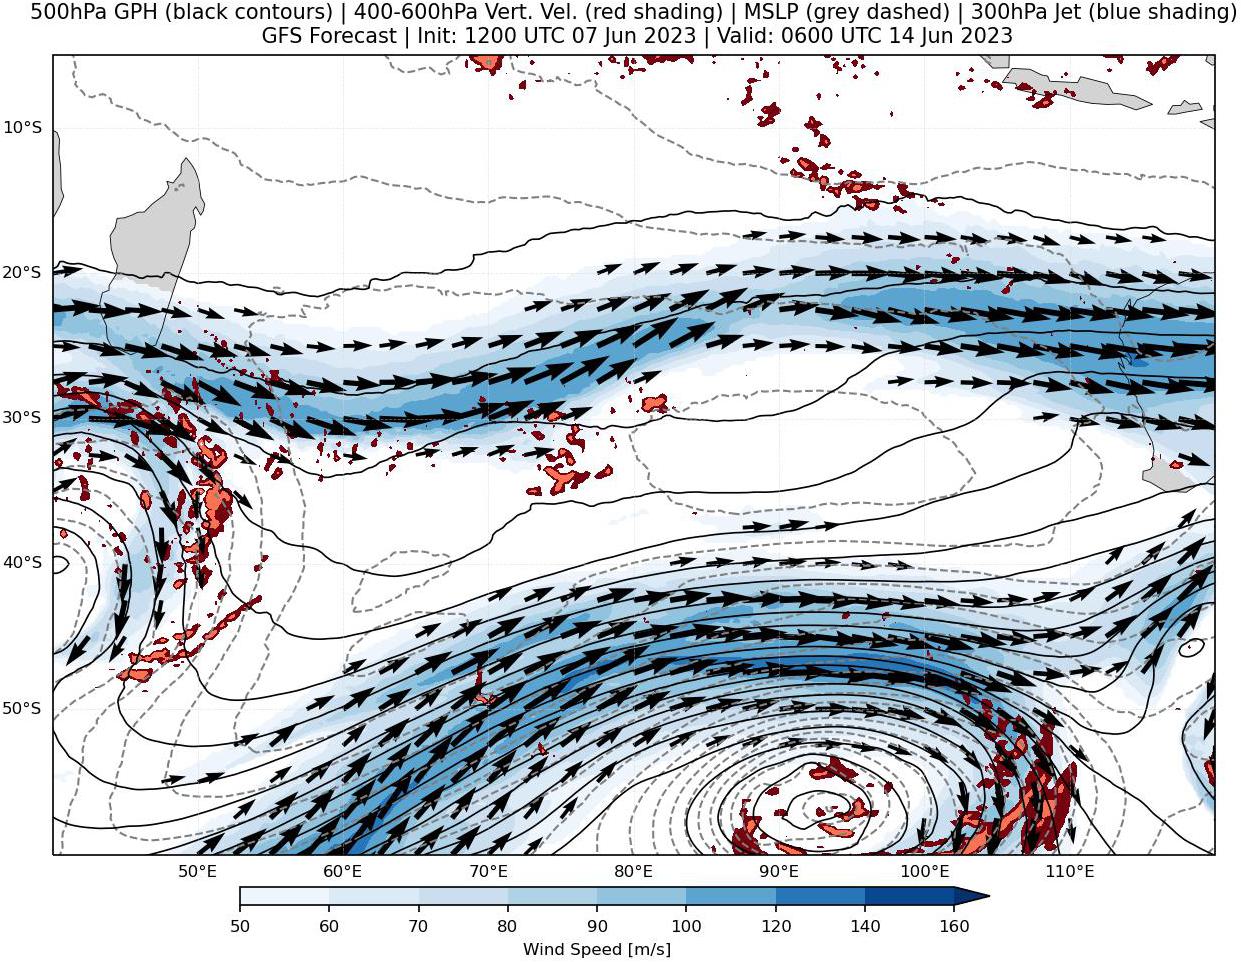 500hPa GPH (black contours) | 400-600hPa Vert. Vel. (red shading) | MSLP (grey dashed) | 300hPa Jet (blue shading)
GFS Forecast | Init: 1200 UTC 07 Jun 2023 | Valid: 0600 UTC 14 Jun 2023
10°S
20°S
30°S
40°S
50°S
50°E 60°E 70°E 80°E 90°E 100°E 110°E
50 60 70 80 90 100 120 140 160
Wind Speed [m/s]